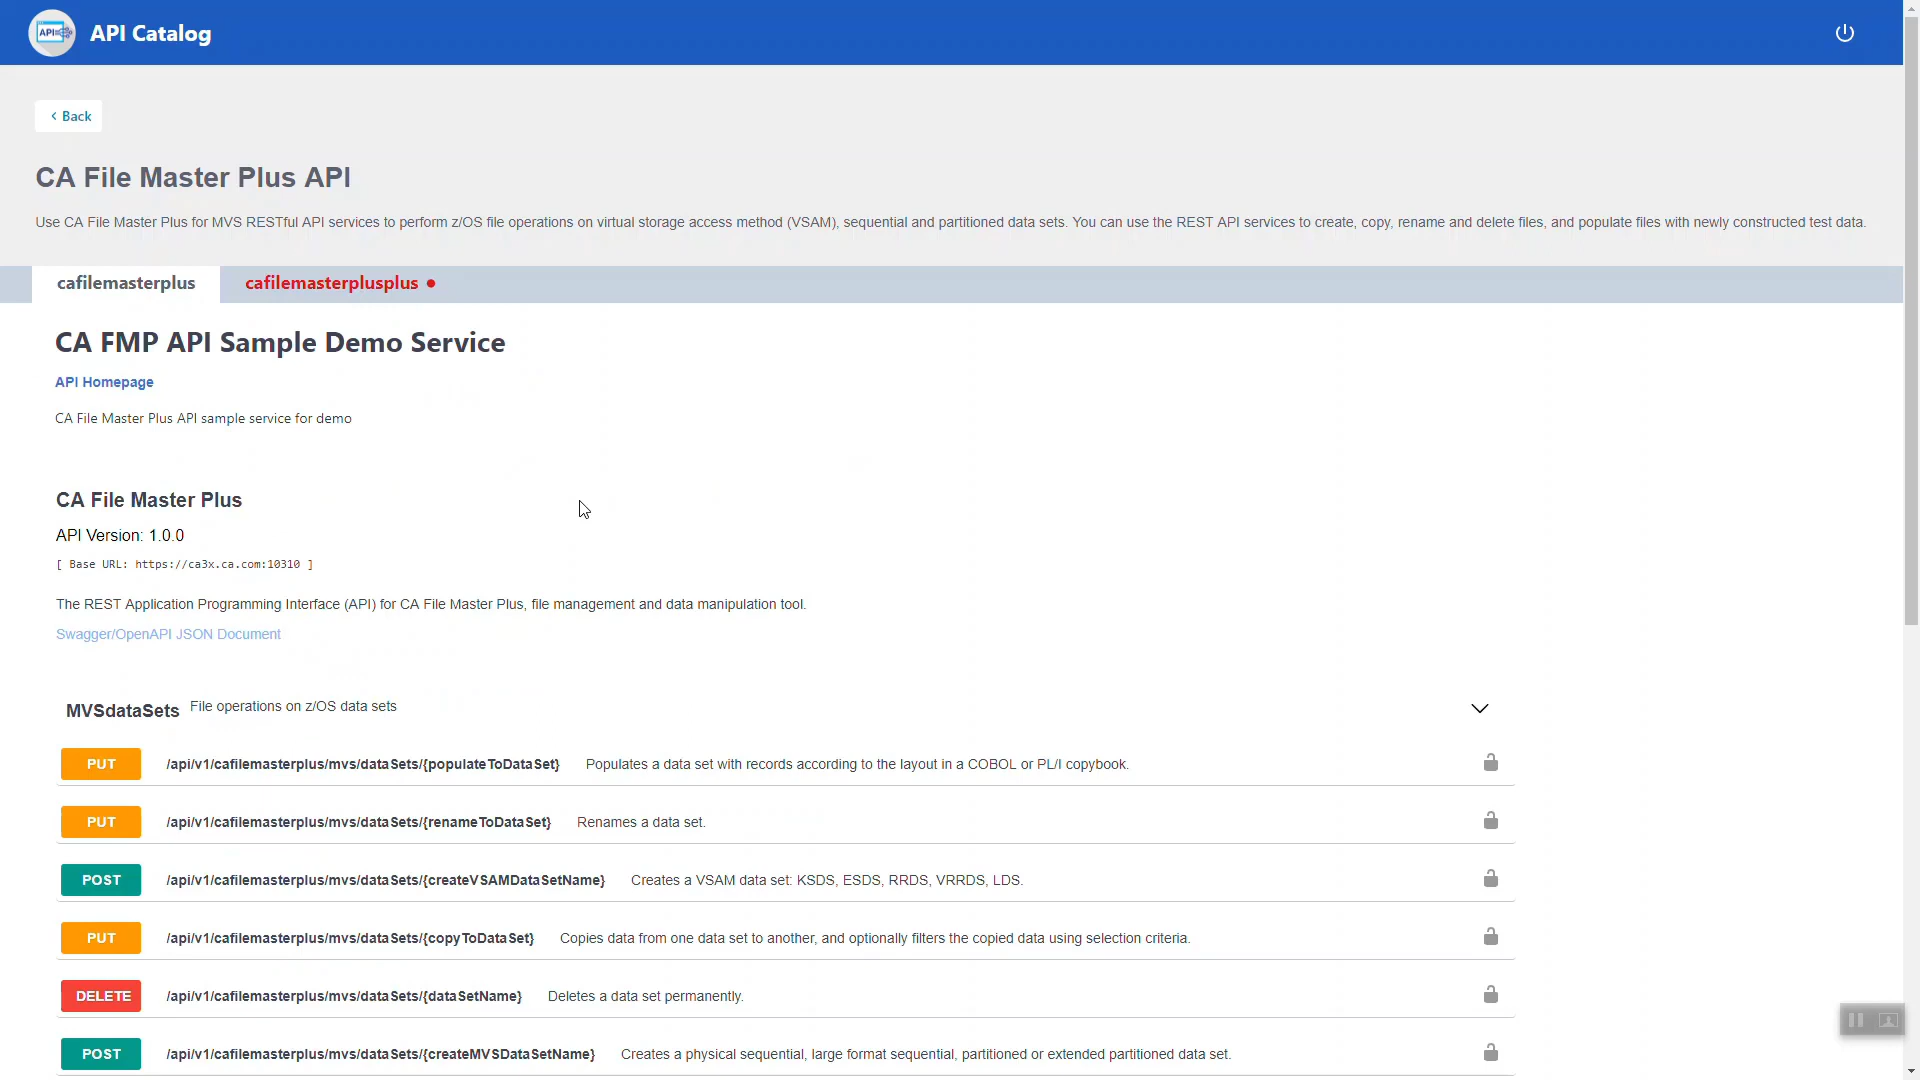 API
API Catalog
Back
CA File Master Plus API
Use CA File Master Plus for MVS RESTful API services to perform z/OS file operations on virtual storage access method (VSAM), sequential and partitioned data sets. You can use the REST API services to create, copy, rename and delete files, and populate files with newly constructed test data.
cafilemasterplus
cafilemasterplusplus
CA FMP API Sample Demo Service
API Homepage
CA File Master Plus API sample service for demo
CA File Master Plus
API Version: 1.0.0
[ Base URL: https://ca3x.ca.com:10310 ]
The REST Application Programming Interface (API) for CA File Master Plus, file management and data manipulation tool.
Swagger/OpenAPI JSON Document
MVSdataSets File operations on z/OS data sets
PUT /api/v1/cafilemasterplus/mvs/dataSets/{populateToDataSet} Populates a data set with records according to the layout in a COBOL or PL/I copybook.
PUT /api/v1/cafilemasterplus/mvs/dataSets/{renameToDataSet} Renames a data set.
POST /api/v1/cafilemasterplus/mvs/dataSets/{createVSAMDataSetName} Creates a VSAM data set: KSDS, ESDS, RRDS, VRRDS, LDS.
PUT /api/v1/cafilemasterplus/mvs/dataSets/{copyToDataSet} Copies data from one data set to another, and optionally filters the copied data using selection criteria.
DELETE /api/v1/cafilemasterplus/mvs/dataSets/{dataSetName} Deletes a data set permanently.
POST /api/v1/cafilemasterplus/mvs/dataSets/{createMVSDataSetName} Creates a physical sequential, large format sequential, partitioned or extended partitioned data set.